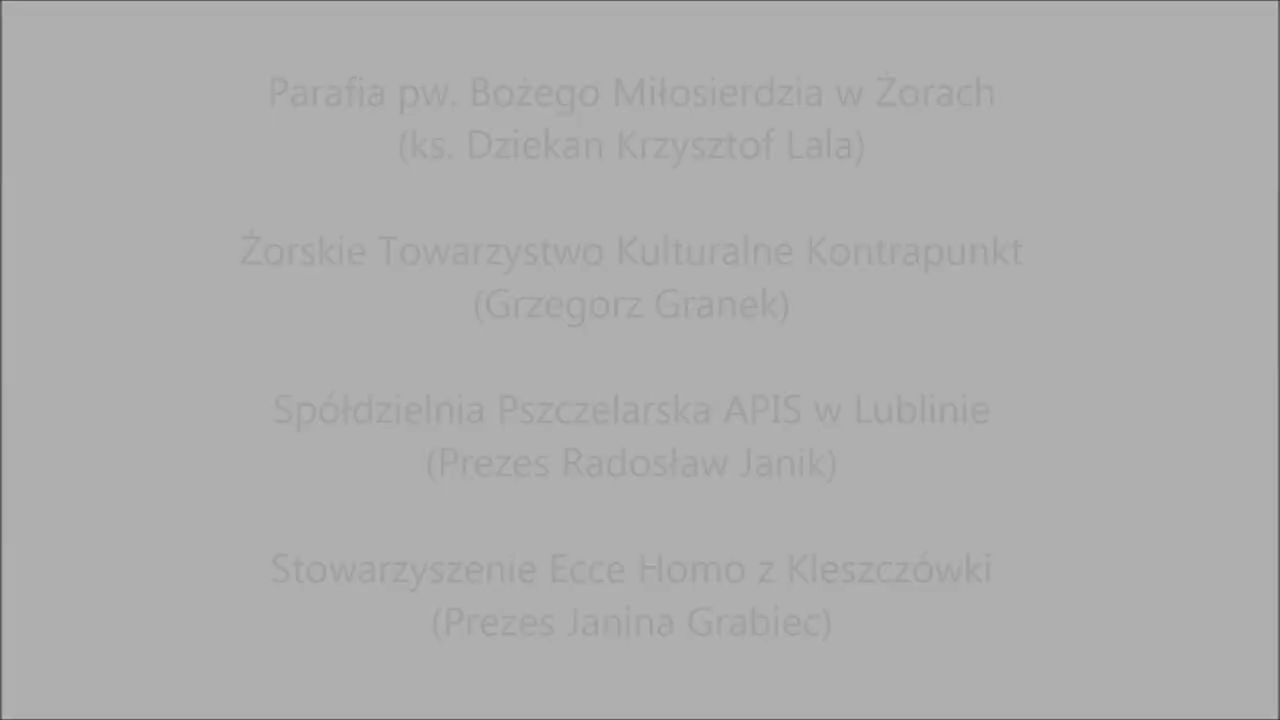 Parafia pw. Bożego Miłosierdzia w Żorach
(ks. Dziekan Krzysztof Lala)
Żorskie Towarzystwo Kulturalne Kontrapunkt
(Grzegorz Granek)
Spółdzielnia Pszczelarska APIS w Lublinie
(Prezes Radosław Janik)
Stowarzyszenie Ecce Homo z Kleszczówki
(Prezes Janina Grabiec)